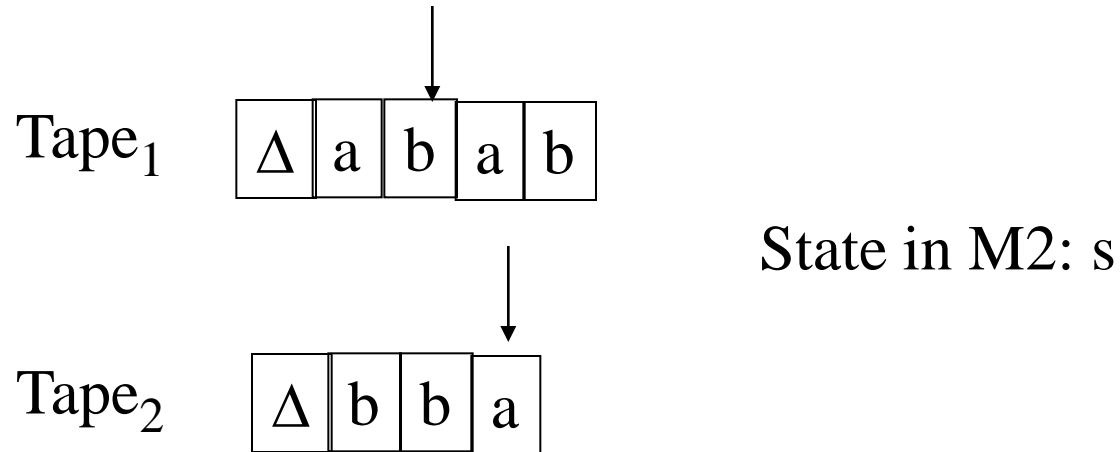 Tape₁ Δ a b a b
State in M2: s
Tape₂ Δ b b a